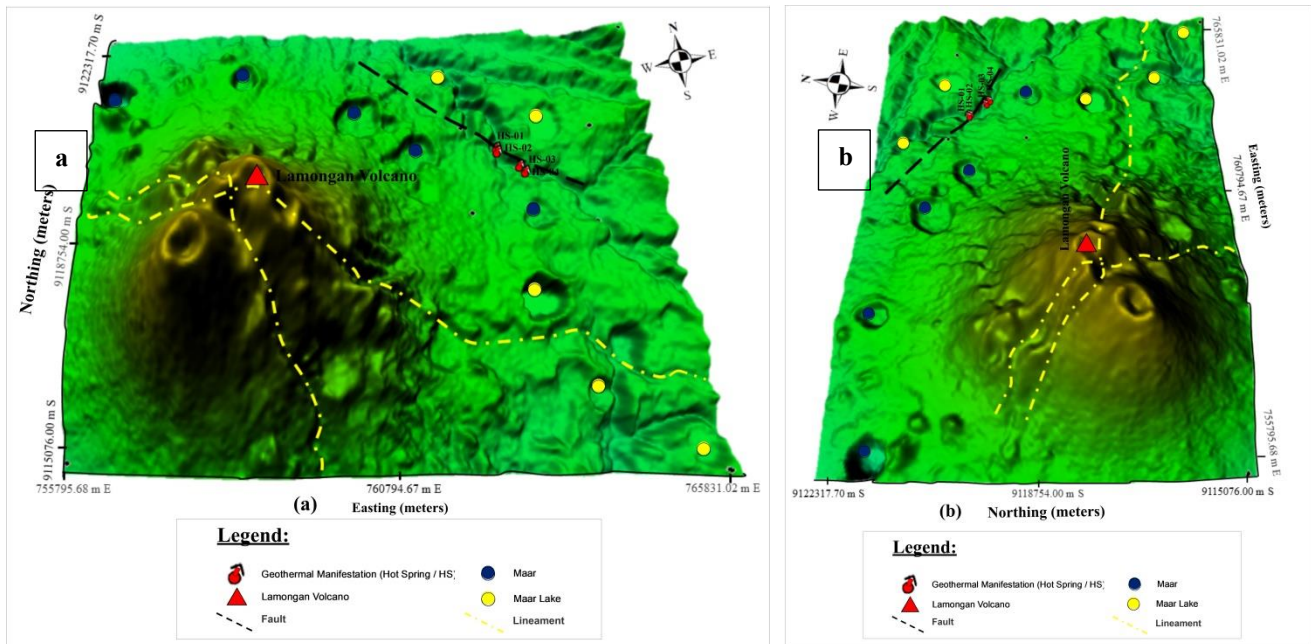 a
9122317.70 m S
Northing (meters)
9118754.00 m S
9115076.00 m S
N
W
E
S
HS-01
HS-02
HS-03
Lamongan Volcano
755795.68 m E
760794.67 m E
765831.02 m E
(a)
Easting (meters)
Legend:
Geothermal Manifestation (Hot Spring / HS)
Maar
Lamongan Volcano
Maar Lake
Fault
Lineament
b
N
E
W
S
HS-01
HS-02
HS-03
HS-04
Lamongan Volcano
765831.02 m E
Easting (meters)
760794.67 m E
755795.68 m E
9122317.70 m S
9118754.00 m S
9115076.00 m S
(b)
Northing (meters)
Legend:
Geothermal Manifestation (Hot Spring / HS)
Maar
Lamongan Volcano
Maar Lake
Fault
Lineament